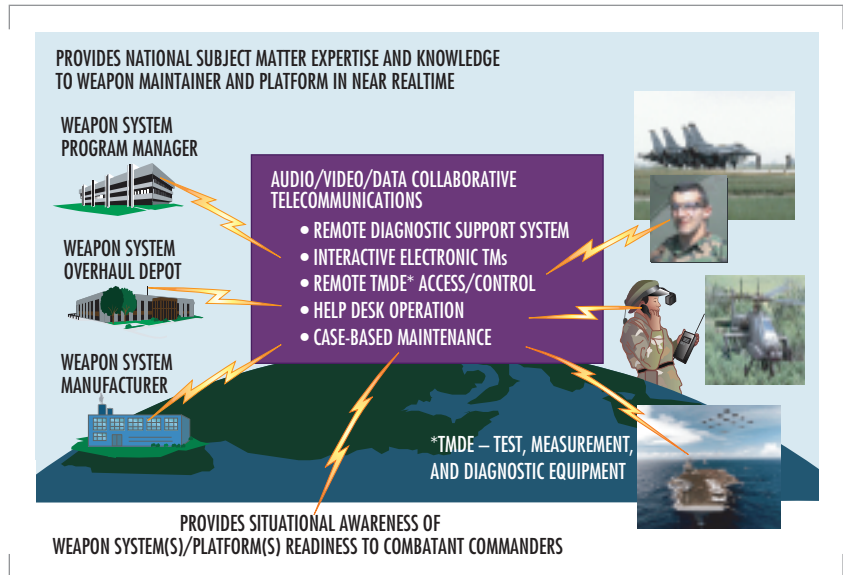 PROVIDES NATIONAL SUBJECT MATTER EXPERTISE AND KNOWLEDGE
TO WEAPON MAINTAINER AND PLATFORM IN NEAR REALTIME
WEAPON SYSTEM
PROGRAM MANAGER
WEAPON SYSTEM
OVERHAUL DEPOT
WEAPON SYSTEM
MANUFACTURER
AUDIO/VIDEO/DATA COLLABORATIVE
TELECOMMUNICATIONS
• REMOTE DIAGNOSTIC SUPPORT SYSTEM
• INTERACTIVE ELECTRONIC TMs
• REMOTE TMDE* ACCESS/CONTROL
• HELP DESK OPERATION
• CASE-BASED MAINTENANCE
*TMDE – TEST, MEASUREMENT,
AND DIAGNOSTIC EQUIPMENT
PROVIDES SITUATIONAL AWARENESS OF
WEAPON SYSTEM(S)/PLATFORM(S) READINESS TO COMBATANT COMMANDERS